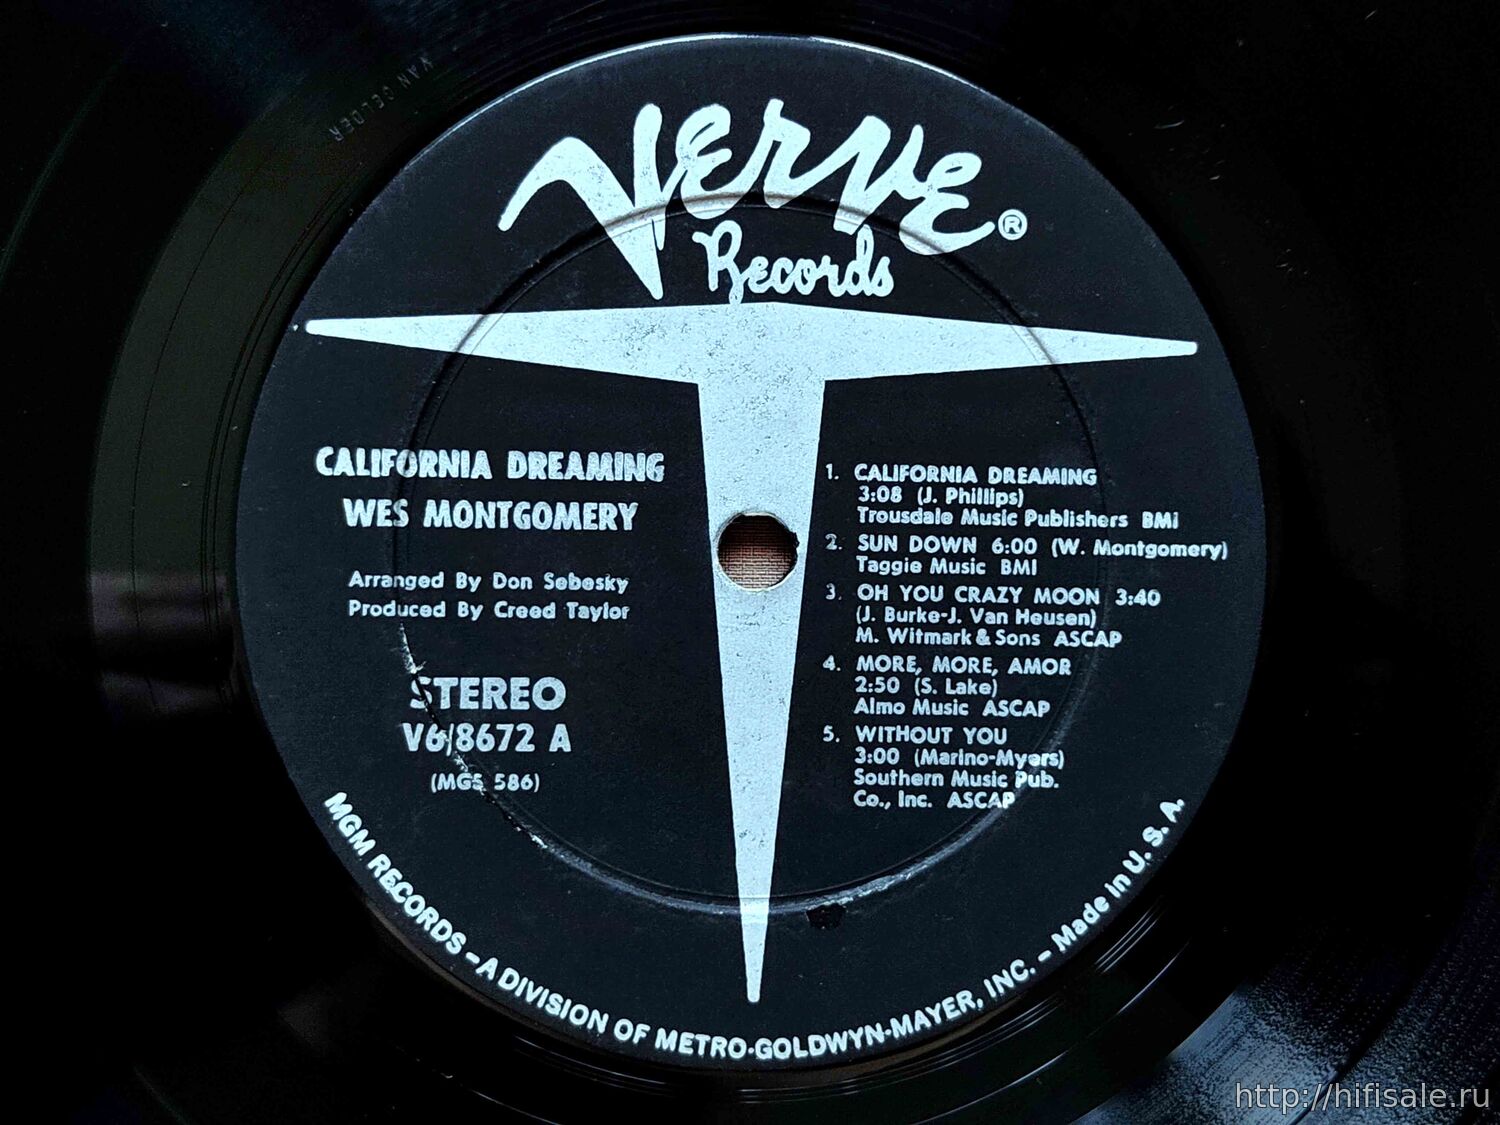 VAN GELDER
Verve ®
Records
CALIFORNIA DREAMING
WES MONTGOMERY
Arranged By Don Sebesky
Produced By Creed Taylor
STEREO
V6/8672 A
(MGS 586)
1. CALIFORNIA DREAMING
3:08 (J. Phillips)
Trousdale Music Publishers BMI
2. SUN DOWN 6:00 (W. Montgomery)
Taggie Music BMI
3. OH YOU CRAZY MOON 3:40
(J. Burke-J. Van Heusen)
M. Witmark & Sons ASCAP
4. MORE, MORE, AMOR
2:50 (S. Lake)
Almo Music ASCAP
5. WITHOUT YOU
3:00 (Marino-Myers)
Southern Music Pub.
Co., Inc. ASCAP
MGM RECORDS - A DIVISION OF METRO-GOLDWYN-MAYER, INC. - Made in U. S. A.
http://hifisale.ru